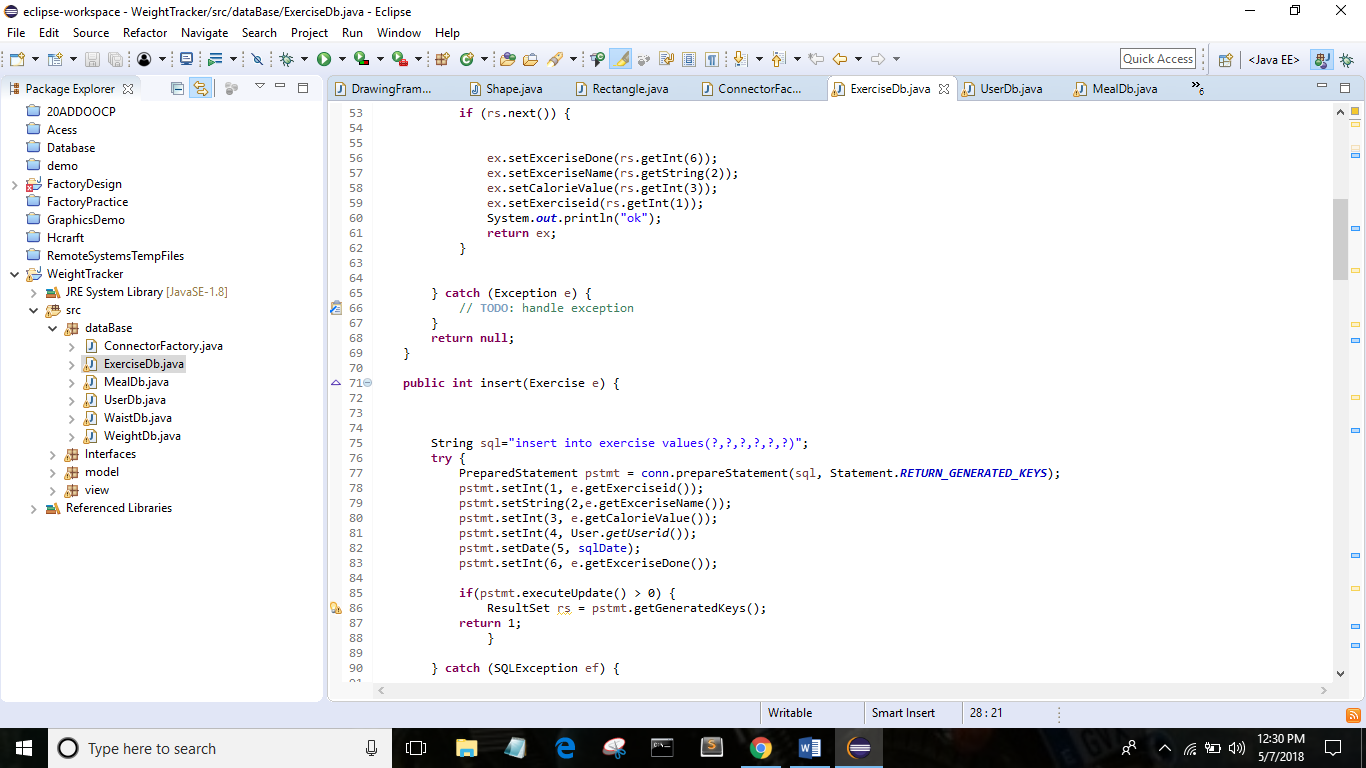 eclipse-workspace - WeightTracker/src/dataBase/ExerciseDb.java - Eclipse
File Edit Source Refactor Navigate Search Project Run Window Help
Quick Access
<Java EE>
Package Explorer
DrawingFram...
Shape.java
Rectangle.java
ConnectorFac...
ExerciseDb.java
UserDb.java
MealDb.java
»6
20ADDOOCP
Acess
Database
demo
FactoryDesign
FactoryPractice
GraphicsDemo
Hcrarft
RemoteSystemsTempFiles
WeightTracker
JRE System Library [JavaSE-1.8]
src
dataBase
ConnectorFactory.java
ExerciseDb.java
MealDb.java
UserDb.java
WaistDb.java
WeightDb.java
Interfaces
model
view
Referenced Libraries
53 if (rs.next()) {
54
55
56 ex.setExceriseDone(rs.getInt(6));
57 ex.setExceriseName(rs.getString(2));
58 ex.setCalorieValue(rs.getInt(3));
59 ex.setExerciseid(rs.getInt(1));
60 System.out.println("ok");
61 return ex;
62 }
63
64
65 } catch (Exception e) {
66 // TODO: handle exception
67 }
68 return null;
69 }
70
71 public int insert(Exercise e) {
72
73
74
75 String sql="insert into exercise values(?,?,?,?,?,?)";
76 try {
77 PreparedStatement pstmt = conn.prepareStatement(sql, Statement.RETURN_GENERATED_KEYS);
78 pstmt.setInt(1, e.getExerciseid());
79 pstmt.setString(2,e.getExceriseName());
80 pstmt.setInt(3, e.getCalorieValue());
81 pstmt.setInt(4, User.getUserid());
82 pstmt.setDate(5, sqlDate);
83 pstmt.setInt(6, e.getExceriseDone());
84
85 if(pstmt.executeUpdate() > 0) {
86 ResultSet rs = pstmt.getGeneratedKeys();
87 return 1;
88 }
89
90 } catch (SQLException ef) {
Writable
Smart Insert
28 : 21
Type here to search
12:30 PM
5/7/2018